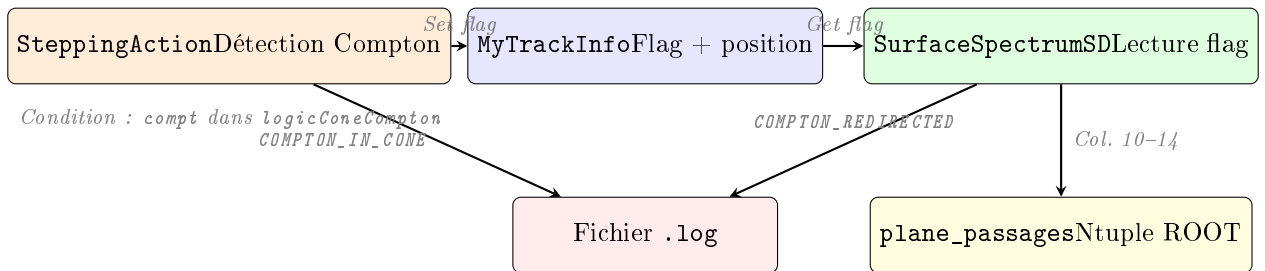 Set flag
Get flag
SteppingActionDétection Compton
MyTrackInfoFlag + position
SurfaceSpectrumSDLecture flag
Condition : compt dans logicConeCompton
COMPTON_IN_CONE
COMPTON_REDIRECTED
Col. 10–14
Fichier .log
plane_passagesNtuple ROOT